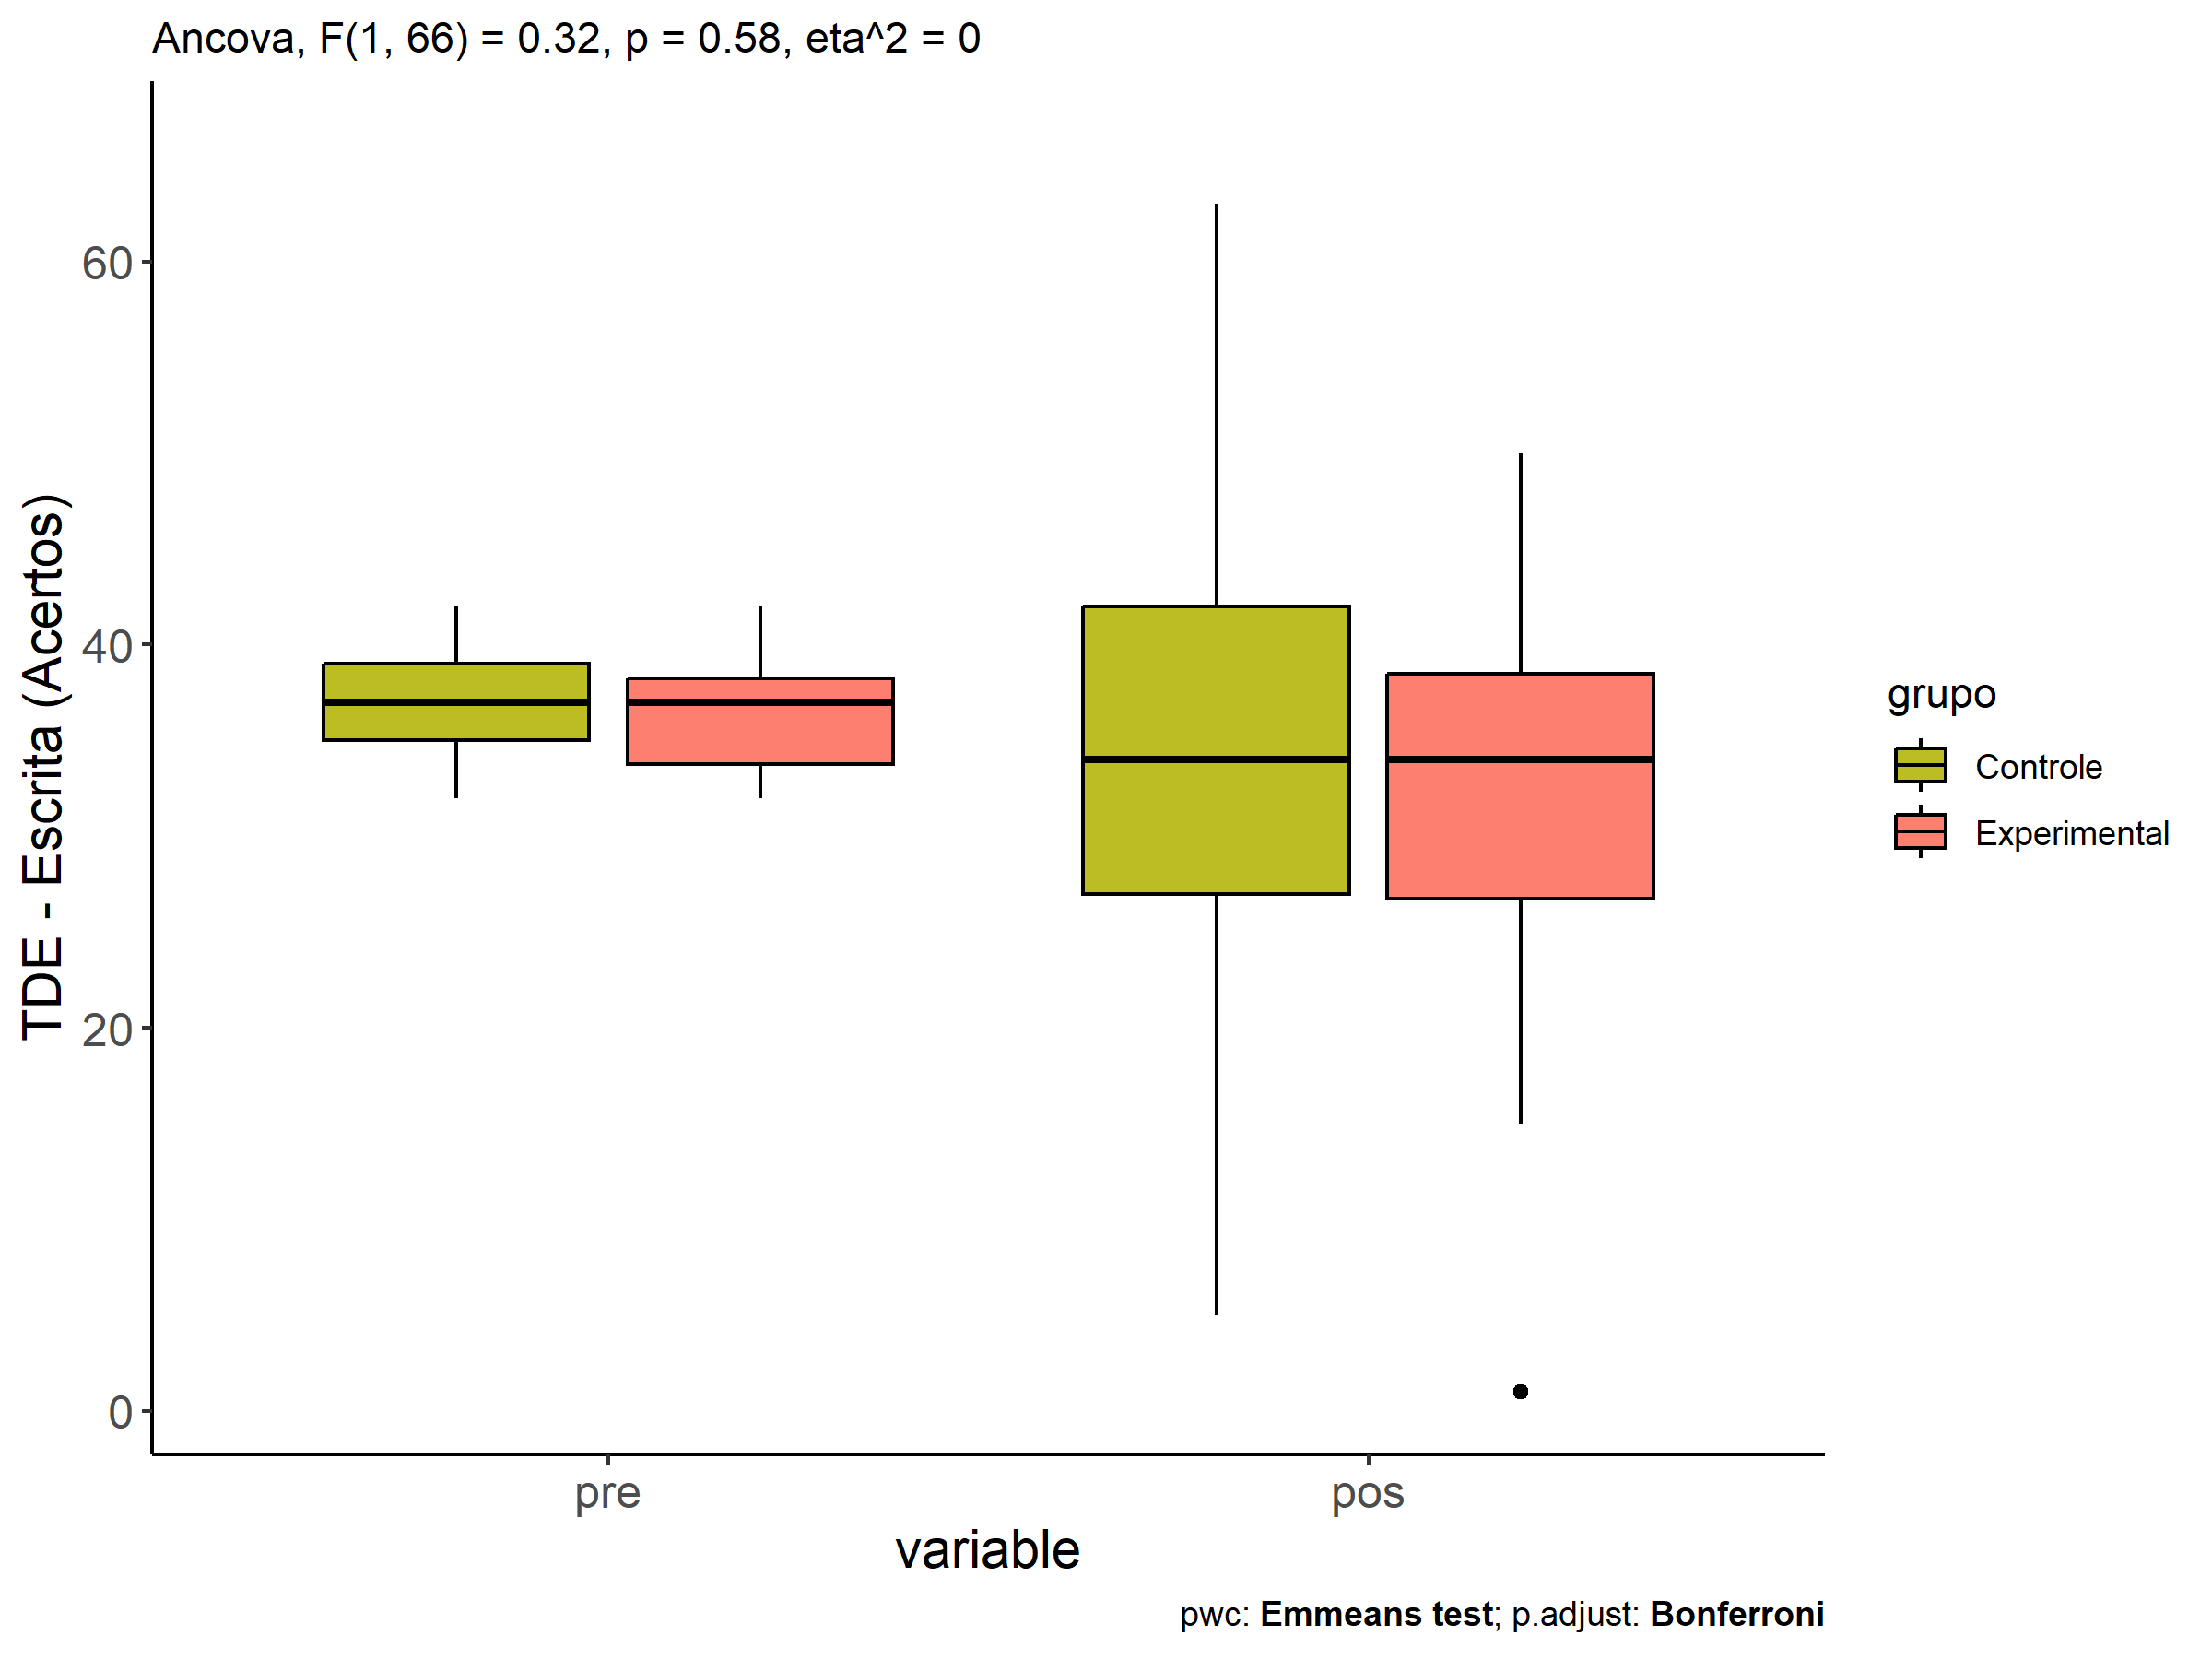 Ancova, F(1, 66) = 0.32, p = 0.58, eta^2 = 0
TDE - Escrita (Acertos)
60
40
20
0
pre
pos
variable
grupo
Controle
Experimental
pwc: Emmeans test; p.adjust: Bonferroni